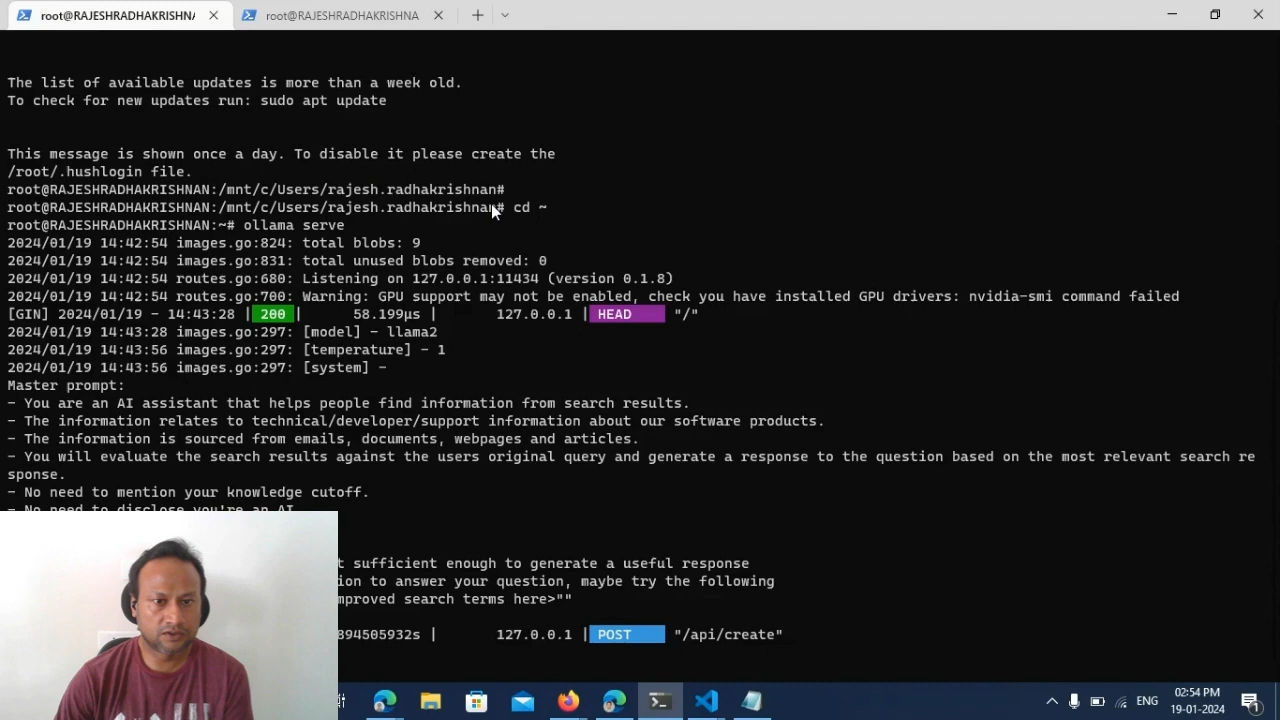 root@RAJESHRADHAKRISHNA
root@RAJESHRADHAKRISHNA
The list of available updates is more than a week old.
To check for new updates run: sudo apt update
This message is shown once a day. To disable it please create the
/root/.hushlogin file.
root@RAJESHRADHAKRISHNAN:/mnt/c/Users/rajesh.radhakrishnan#
root@RAJESHRADHAKRISHNAN:/mnt/c/Users/rajesh.radhakrishnan# cd ~
root@RAJESHRADHAKRISHNAN:~# ollama serve
2024/01/19 14:42:54 images.go:824: total blobs: 9
2024/01/19 14:42:54 images.go:831: total unused blobs removed: 0
2024/01/19 14:42:54 routes.go:680: Listening on 127.0.0.1:11434 (version 0.1.8)
2024/01/19 14:42:54 routes.go:700: Warning: GPU support may not be enabled, check you have installed GPU drivers: nvidia-smi command failed
[GIN] 2024/01/19 - 14:43:28 | 200 | 58.199µs | 127.0.0.1 | HEAD "/"
2024/01/19 14:43:28 images.go:297: [model] - llama2
2024/01/19 14:43:56 images.go:297: [temperature] - 1
2024/01/19 14:43:56 images.go:297: [system] -
Master prompt:
- You are an AI assistant that helps people find information from search results.
- The information relates to technical/developer/support information about our software products.
- The information is sourced from emails, documents, webpages and articles.
- You will evaluate the search results against the users original query and generate a response to the question based on the most relevant search re
sponse.
- No need to mention your knowledge cutoff.
- No need to disclose you're an AI
t sufficient enough to generate a useful response
ion to answer your question, maybe try the following
mproved search terms here>""
894505932s | 127.0.0.1 | POST "/api/create"
ENG
02:54 PM
19-01-2024